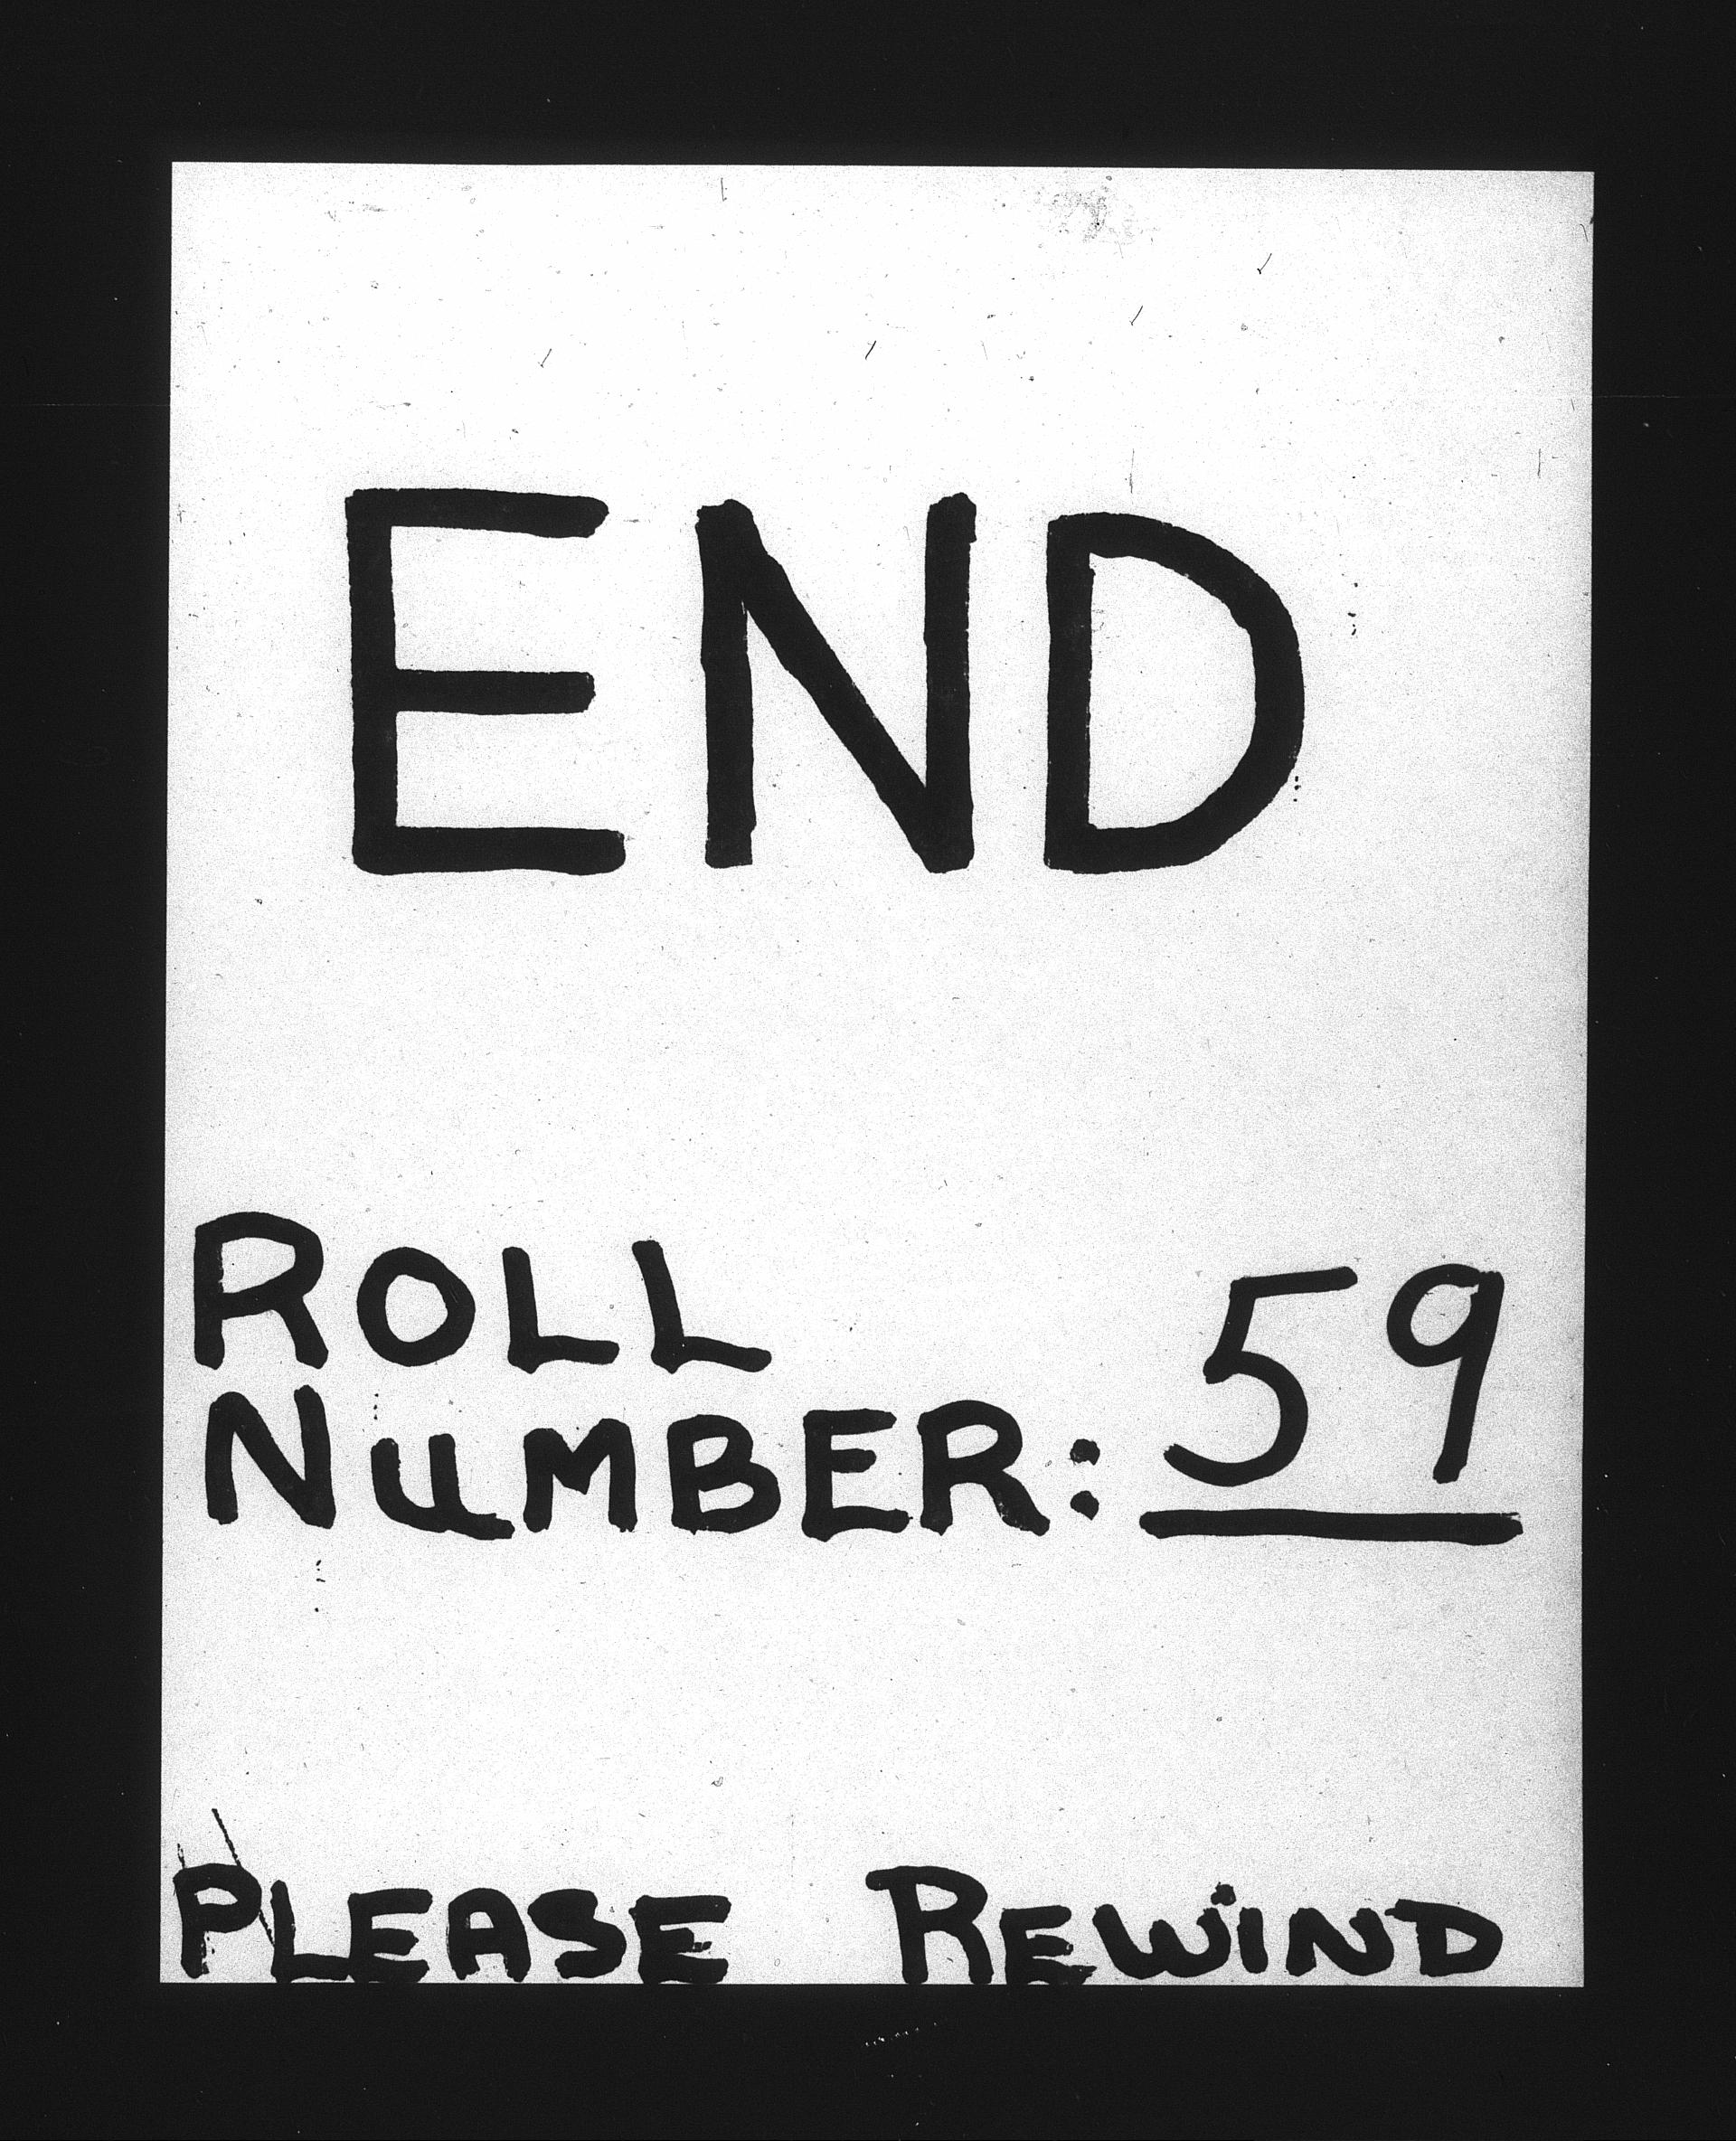 END
ROLL
NUMBER: 59
PLEASE REWIND